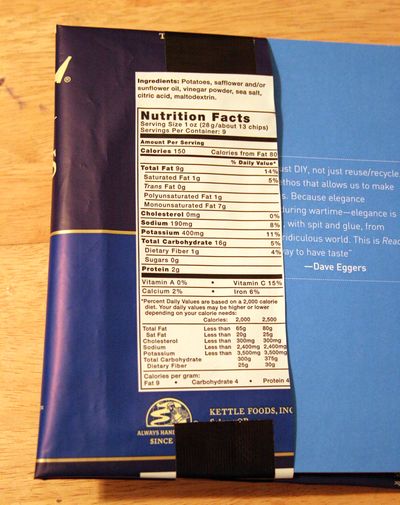 Ingredients: Potatoes, safflower and/or
sunflower oil, vinegar powder, sea salt,
citric acid, maltodextrin.
Nutrition Facts
Serving Size 1 oz (28g/about 13 chips)
Servings Per Container: 9
Amount Per Serving
Calories 150 Calories from Fat 80
% Daily Value*
Total Fat 9g 14%
Saturated Fat 1g 5%
Trans Fat 0g
Polyunsaturated Fat 1g
Monounsaturated Fat 7g
Cholesterol 0mg 0%
Sodium 190mg 8%
Potassium 400mg 11%
Total Carbohydrate 16g 5%
Dietary Fiber 1g 4%
Sugars 0g
Protein 2g
Vitamin A 0% • Vitamin C 15%
Calcium 2% • Iron 6%
*Percent Daily Values are based on a 2,000 calorie
diet. Your daily values may be higher or lower
depending on your calorie needs:
Calories: 2,000 2,500
Total Fat Less than 65g 80g
Sat Fat Less than 20g 25g
Cholesterol Less than 300mg 300mg
Sodium Less than 2,400mg 2,400mg
Potassium Less than 3,500mg 3,500mg
Total Carbohydrate 300g 375g
Dietary Fiber 25g 30g
Calories per gram:
Fat 9 • Carbohydrate 4 • Protein 4
KETTLE FOODS, INC
ALWAYS HAND
SINCE
ust DIY, not just reuse/recycle
ethos that allows us to make
s. Because elegance
during wartime—elegance is
, with spit and glue, from
ridiculous world. This is Read
way to have taste"
—Dave Eggers